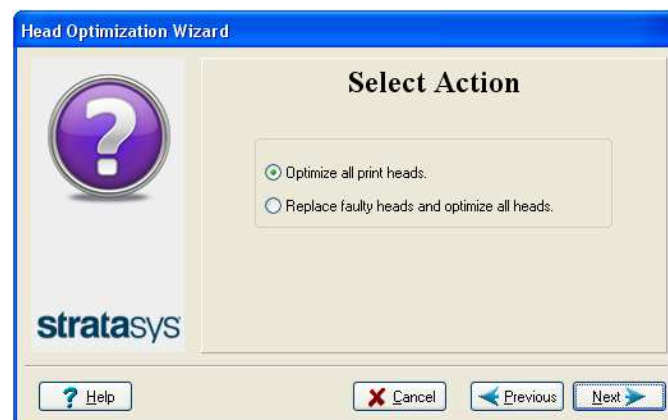 Head Optimization Wizard
Select Action
Optimize all print heads.
Replace faulty heads and optimize all heads.
stratasys
? Help
Cancel
Previous
Next